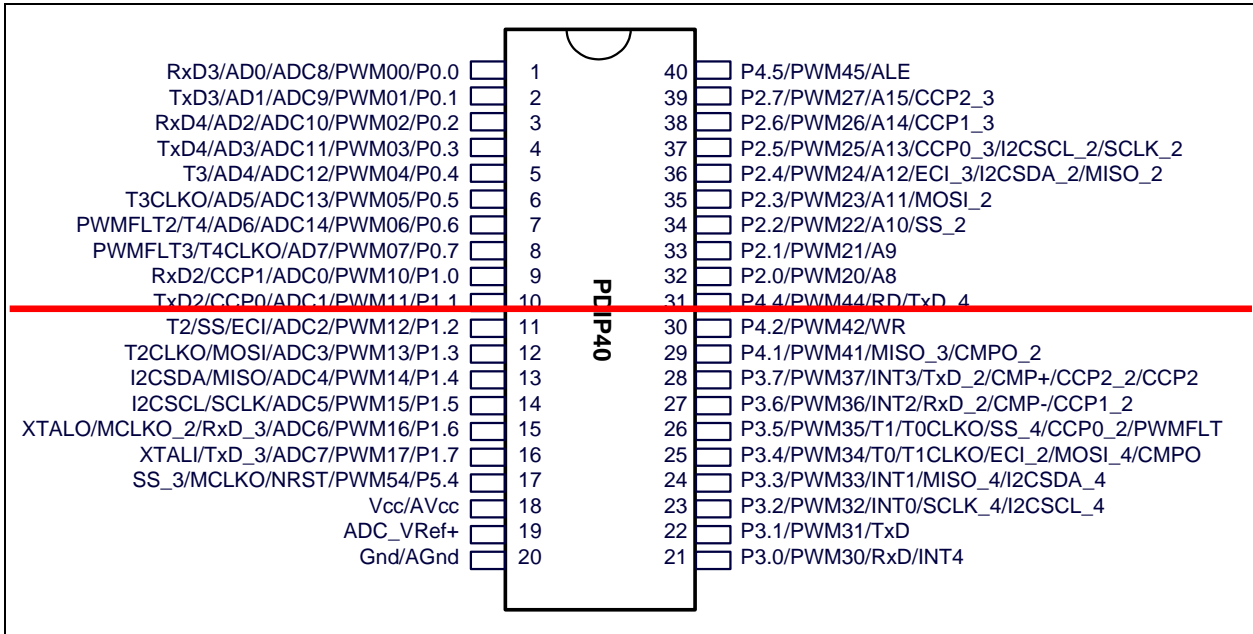 RxD3/AD0/ADC8/PWM00/P0.0 1 40 P4.5/PWM45/ALE
TxD3/AD1/ADC9/PWM01/P0.1 2 39 P2.7/PWM27/A15/CCP2_3
RxD4/AD2/ADC10/PWM02/P0.2 3 38 P2.6/PWM26/A14/CCP1_3
TxD4/AD3/ADC11/PWM03/P0.3 4 37 P2.5/PWM25/A13/CCP0_3/I2CSCL_2/SCLK_2
T3/AD4/ADC12/PWM04/P0.4 5 36 P2.4/PWM24/A12/ECI_3/I2CSDA_2/MISO_2
T3CLKO/AD5/ADC13/PWM05/P0.5 6 35 P2.3/PWM23/A11/MOSI_2
PWMFLT2/T4/AD6/ADC14/PWM06/P0.6 7 34 P2.2/PWM22/A10/SS_2
PWMFLT3/T4CLKO/AD7/PWM07/P0.7 8 33 P2.1/PWM21/A9
RxD2/CCP1/ADC0/PWM10/P1.0 9 32 P2.0/PWM20/A8
TxD2/CCP0/ADC1/PWM11/P1.1 10 31 P4.4/PWM44/RD/TxD_4
T2/SS/ECI/ADC2/PWM12/P1.2 11 30 P4.2/PWM42/WR
T2CLKO/MOSI/ADC3/PWM13/P1.3 12 29 P4.1/PWM41/MISO_3/CMPO_2
I2CSDA/MISO/ADC4/PWM14/P1.4 13 28 P3.7/PWM37/INT3/TxD_2/CMP+/CCP2_2/CCP2
I2CSCL/SCLK/ADC5/PWM15/P1.5 14 27 P3.6/PWM36/INT2/RxD_2/CMP-/CCP1_2
XTALO/MCLKO_2/RxD_3/ADC6/PWM16/P1.6 15 26 P3.5/PWM35/T1/T0CLKO/SS_4/CCP0_2/PWMFLT
XTALI/TxD_3/ADC7/PWM17/P1.7 16 25 P3.4/PWM34/T0/T1CLKO/ECI_2/MOSI_4/CMPO
SS_3/MCLKO/NRST/PWM54/P5.4 17 24 P3.3/PWM33/INT1/MISO_4/I2CSDA_4
Vcc/AVcc 18 23 P3.2/PWM32/INT0/SCLK_4/I2CSCL_4
ADC_VRef+ 19 22 P3.1/PWM31/TxD
Gnd/AGnd 20 21 P3.0/PWM30/RxD/INT4
PDIP40